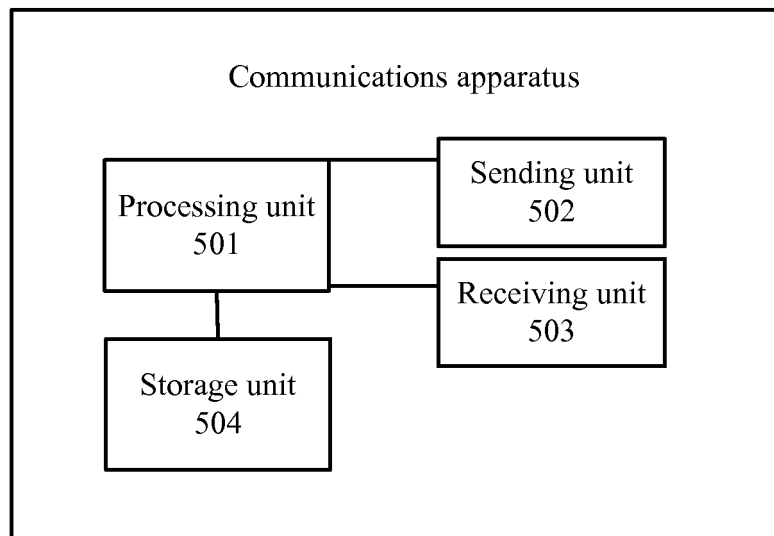 Communications apparatus
Processing unit
501
Sending unit
502
Receiving unit
503
Storage unit
504